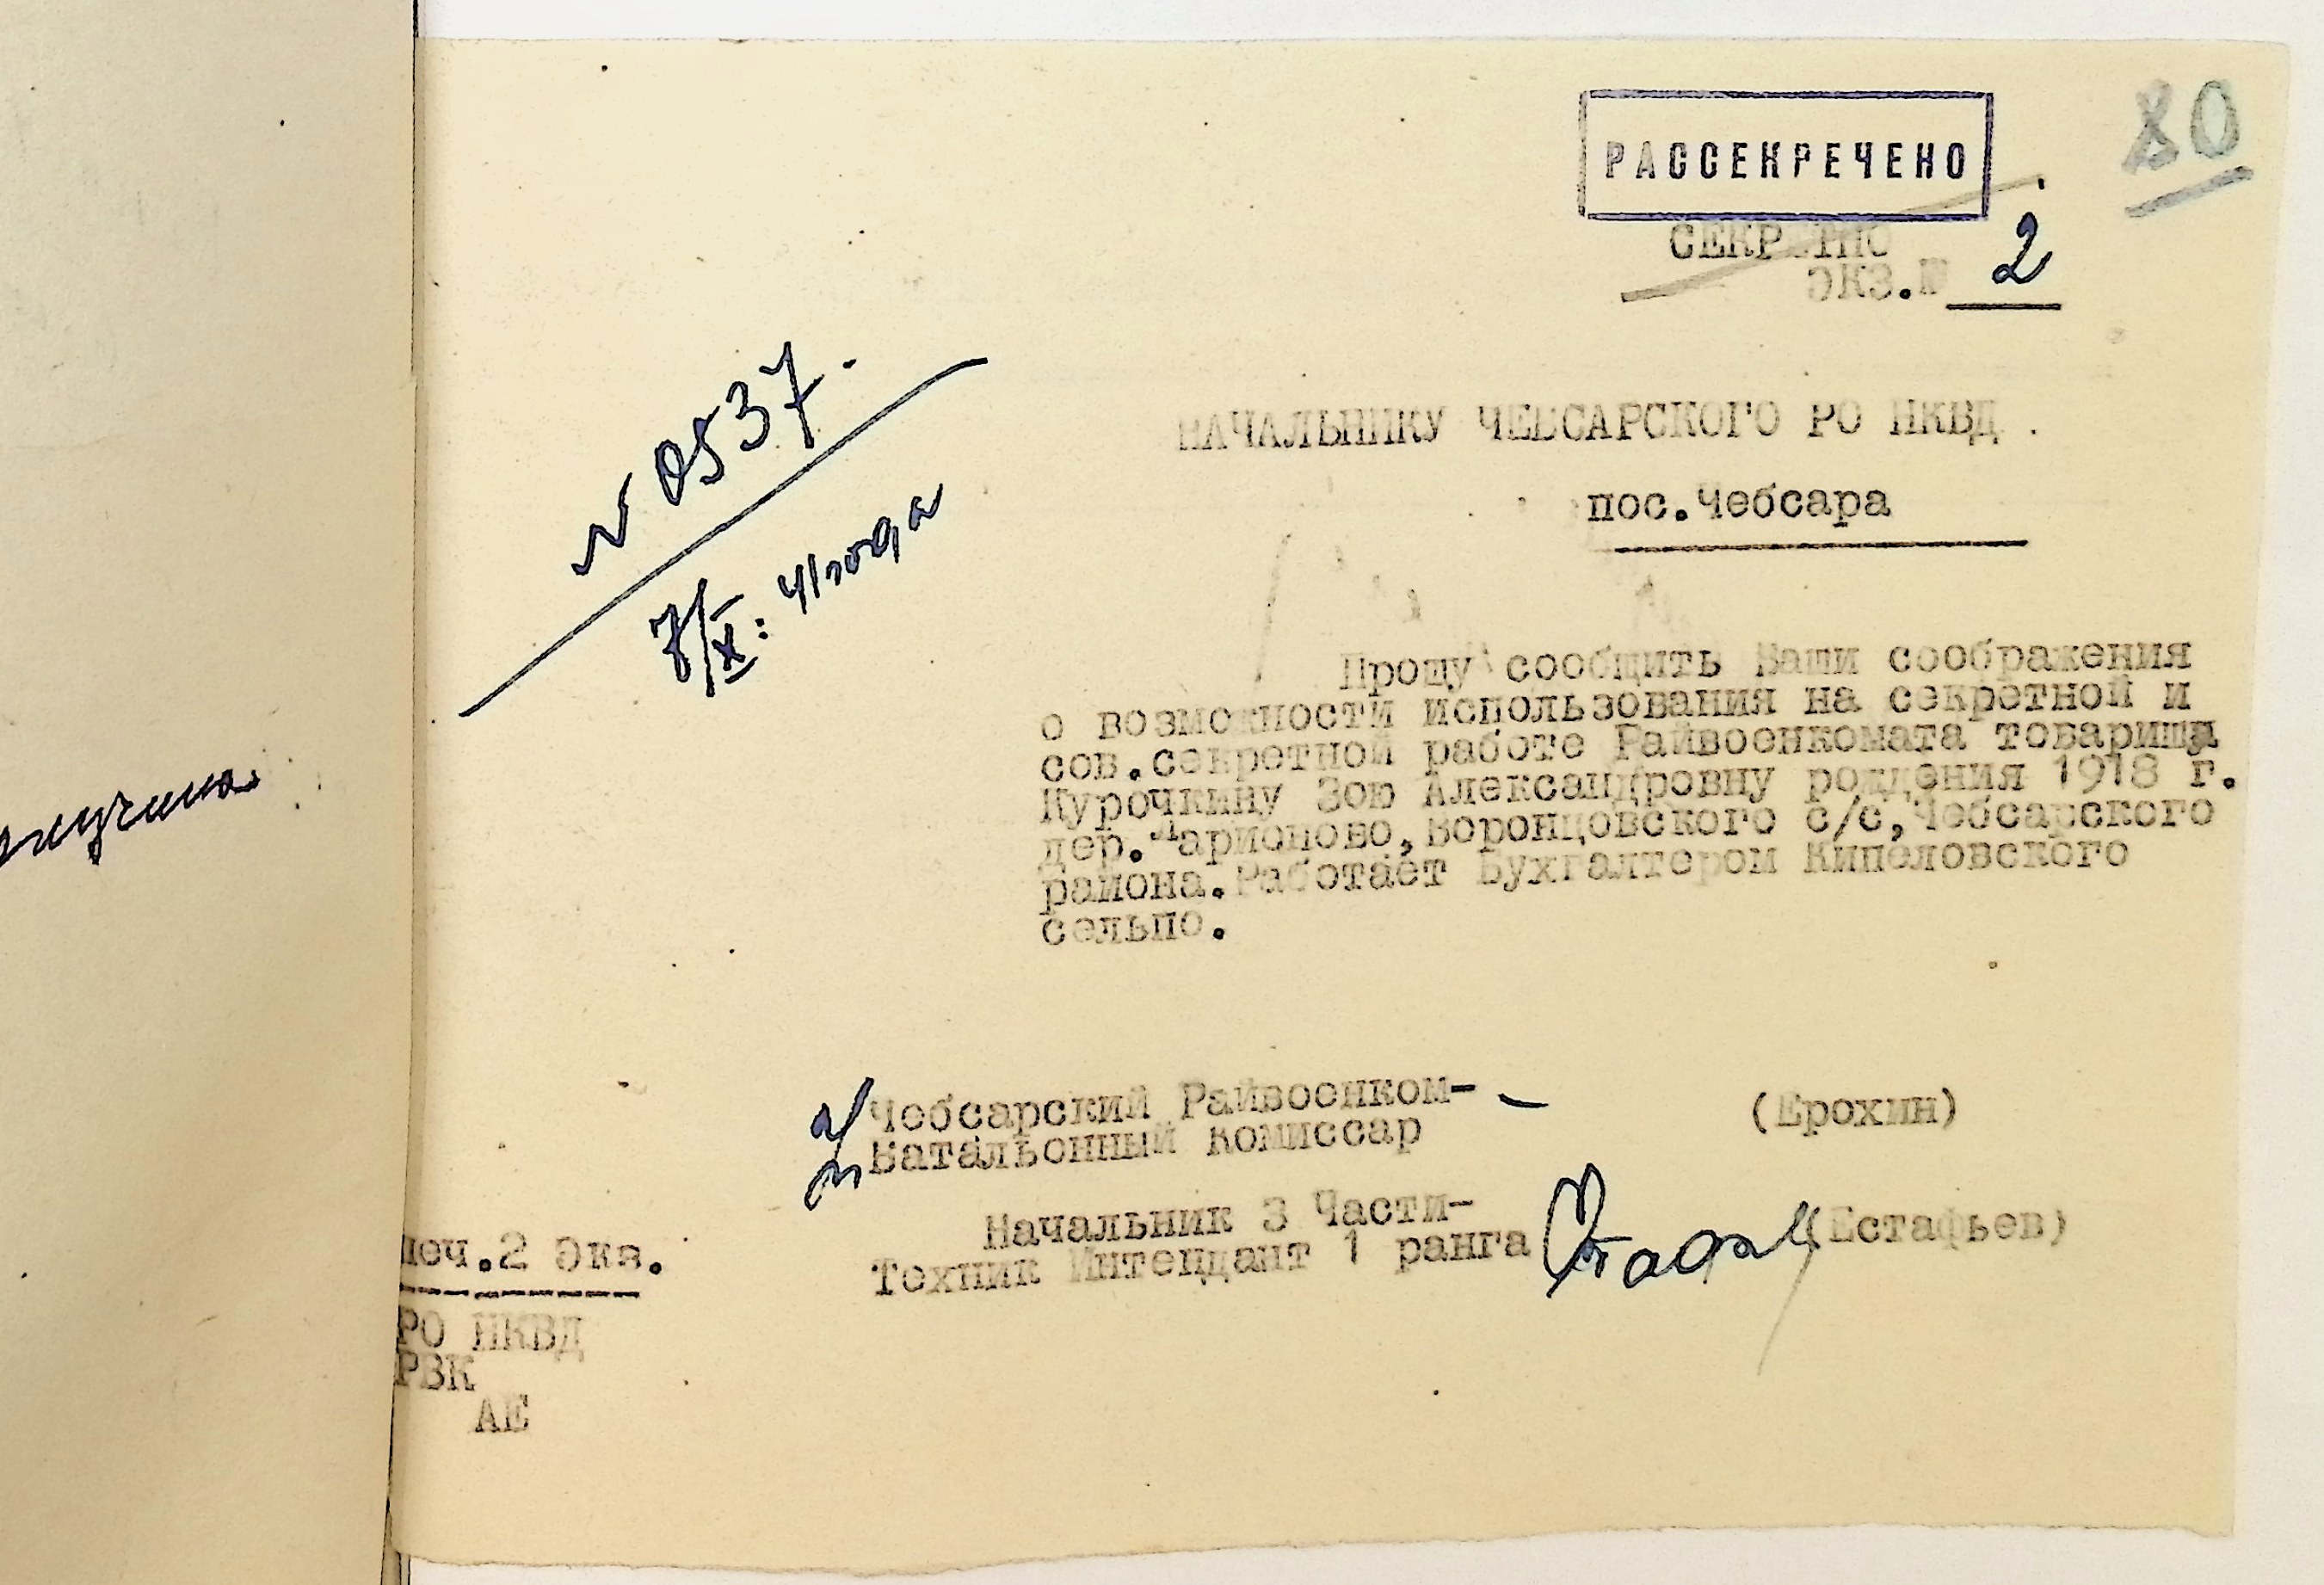 РАССЕКРЕЧЕНО
80
СЕКРЕТНО
ЭКЗ.№ 2
№ 0537.
7/IX: 41 года
НАЧАЛЬНИКУ ЧЕБСАРСКОГО РО НКВД .
пос.Чебсара
Прошу сообщить Ваши соображения
о возможности использования на секретной и
сов.секретной работе Райвоенкомата товарища
Курочкину Зою Александровну рождения 1918 г.
дер. Ларионово, Воронцовского с/с, Чебсарского
района. Работает Бухгалтером Кипеловского
сельпо.
Чебсарский Райвоенком- (Ерохин)
Батальонный Комиссар
Начальник 3 Части-
Техник Интендант 1 ранга (Естафьев)
печ.2 Экз.
РО НКВД
РВК
АЕ